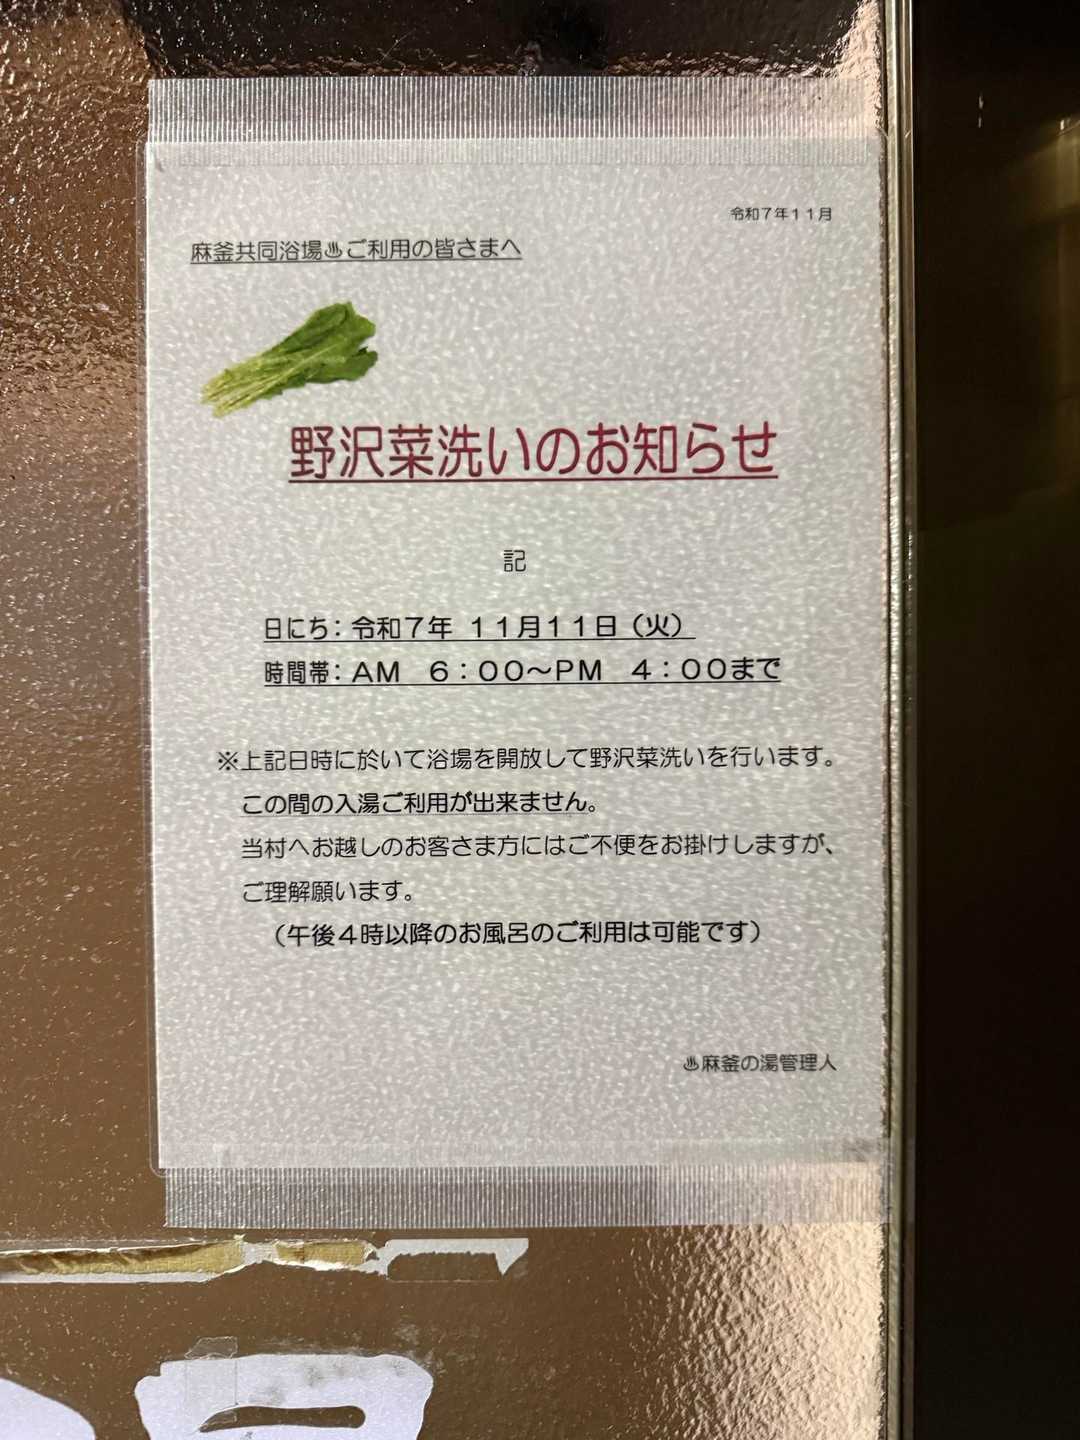 令和７年１１月
麻釜共同浴場♨ご利用の皆さまへ
野沢菜洗いのお知らせ
記
日にち：令和７年 １１月１１日（火）
時間帯：ＡＭ　６：００～ＰＭ　４：００まで
※上記日時に於いて浴場を開放して野沢菜洗いを行います。
この間の入湯ご利用が出来ません。
当村へお越しのお客さま方にはご不便をお掛けしますが、
ご理解願います。
（午後４時以降のお風呂のご利用は可能です）
♨麻釜の湯管理人